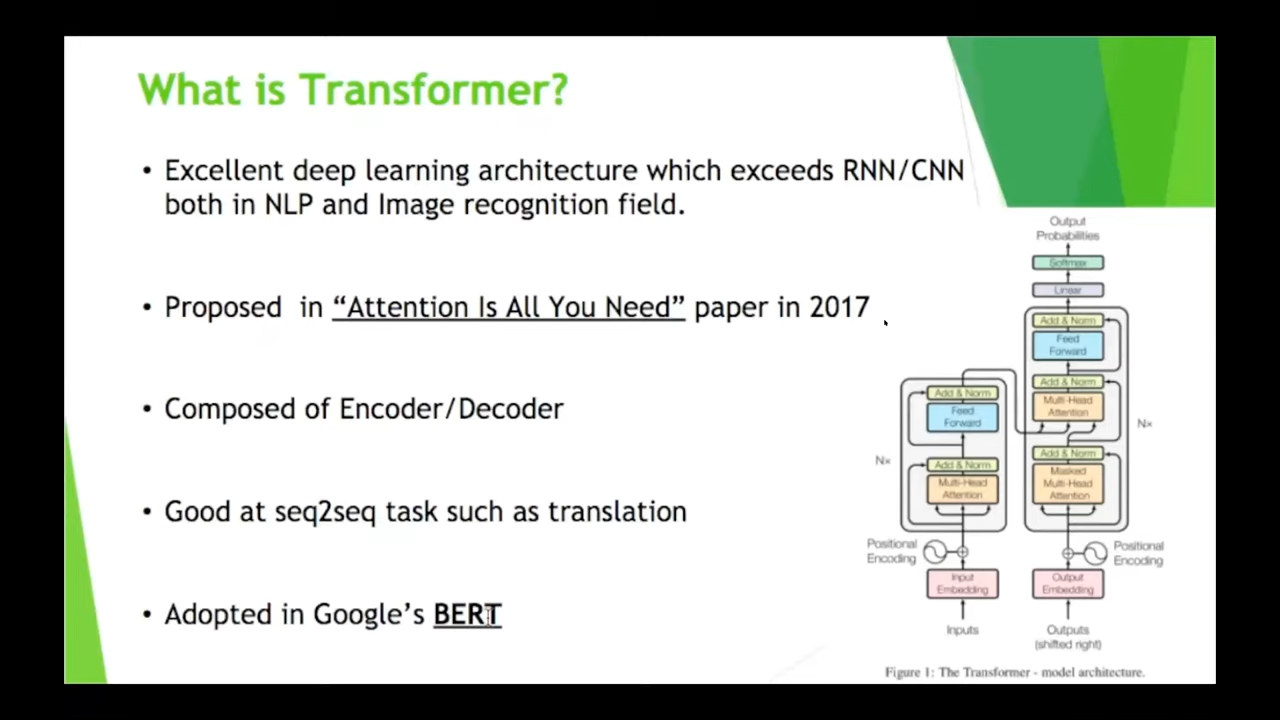 What is Transformer?
• Excellent deep learning architecture which exceeds RNN/CNN
both in NLP and Image recognition field.
• Proposed in “Attention Is All You Need” paper in 2017
• Composed of Encoder/Decoder
• Good at seq2seq task such as translation
• Adopted in Google’s BERT
Output
Probabilities
Softmax
Linear
Add & Norm
Feed
Forward
Add & Norm
Multi-Head
Attention
Nx
Add & Norm
Masked
Multi-Head
Attention
Add & Norm
Feed
Forward
Nx
Add & Norm
Multi-Head
Attention
Positional
Encoding
Positional
Encoding
Input
Embedding
Output
Embedding
Inputs
Outputs
(shifted right)
Figure 1: The Transformer - model architecture.